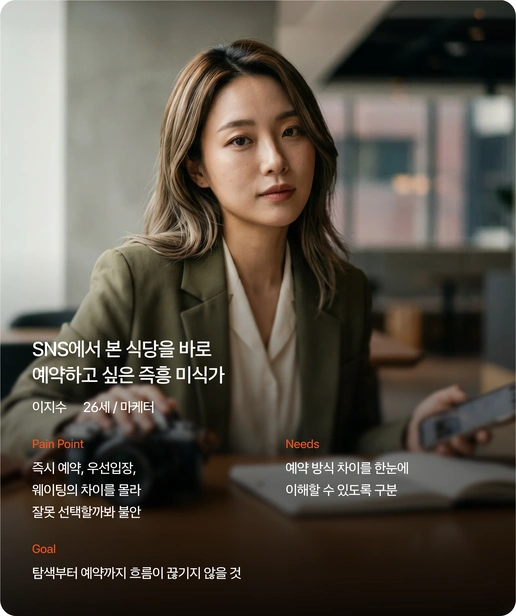 SNS에서 본 식당을 바로
예약하고 싶은 즉흥 미식가
이지수 26세 / 마케터
Pain Point
즉시 예약, 우선입장,
웨이팅의 차이를 몰라
잘못 선택할까봐 불안
Needs
예약 방식 차이를 한눈에
이해할 수 있도록 구분
Goal
탐색부터 예약까지 흐름이 끊기지 않을 것